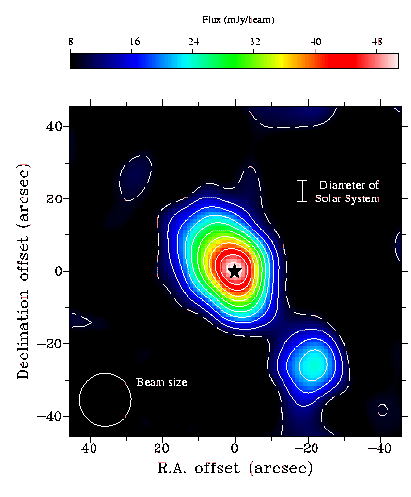 Flux (mJy/beam)
8 16 24 32 40 48
40
20
0
−20
−40
Declination offset (arcsec)
Diameter of
Solar System
Beam size
40 20 0 −20 −40
R.A. offset (arcsec)